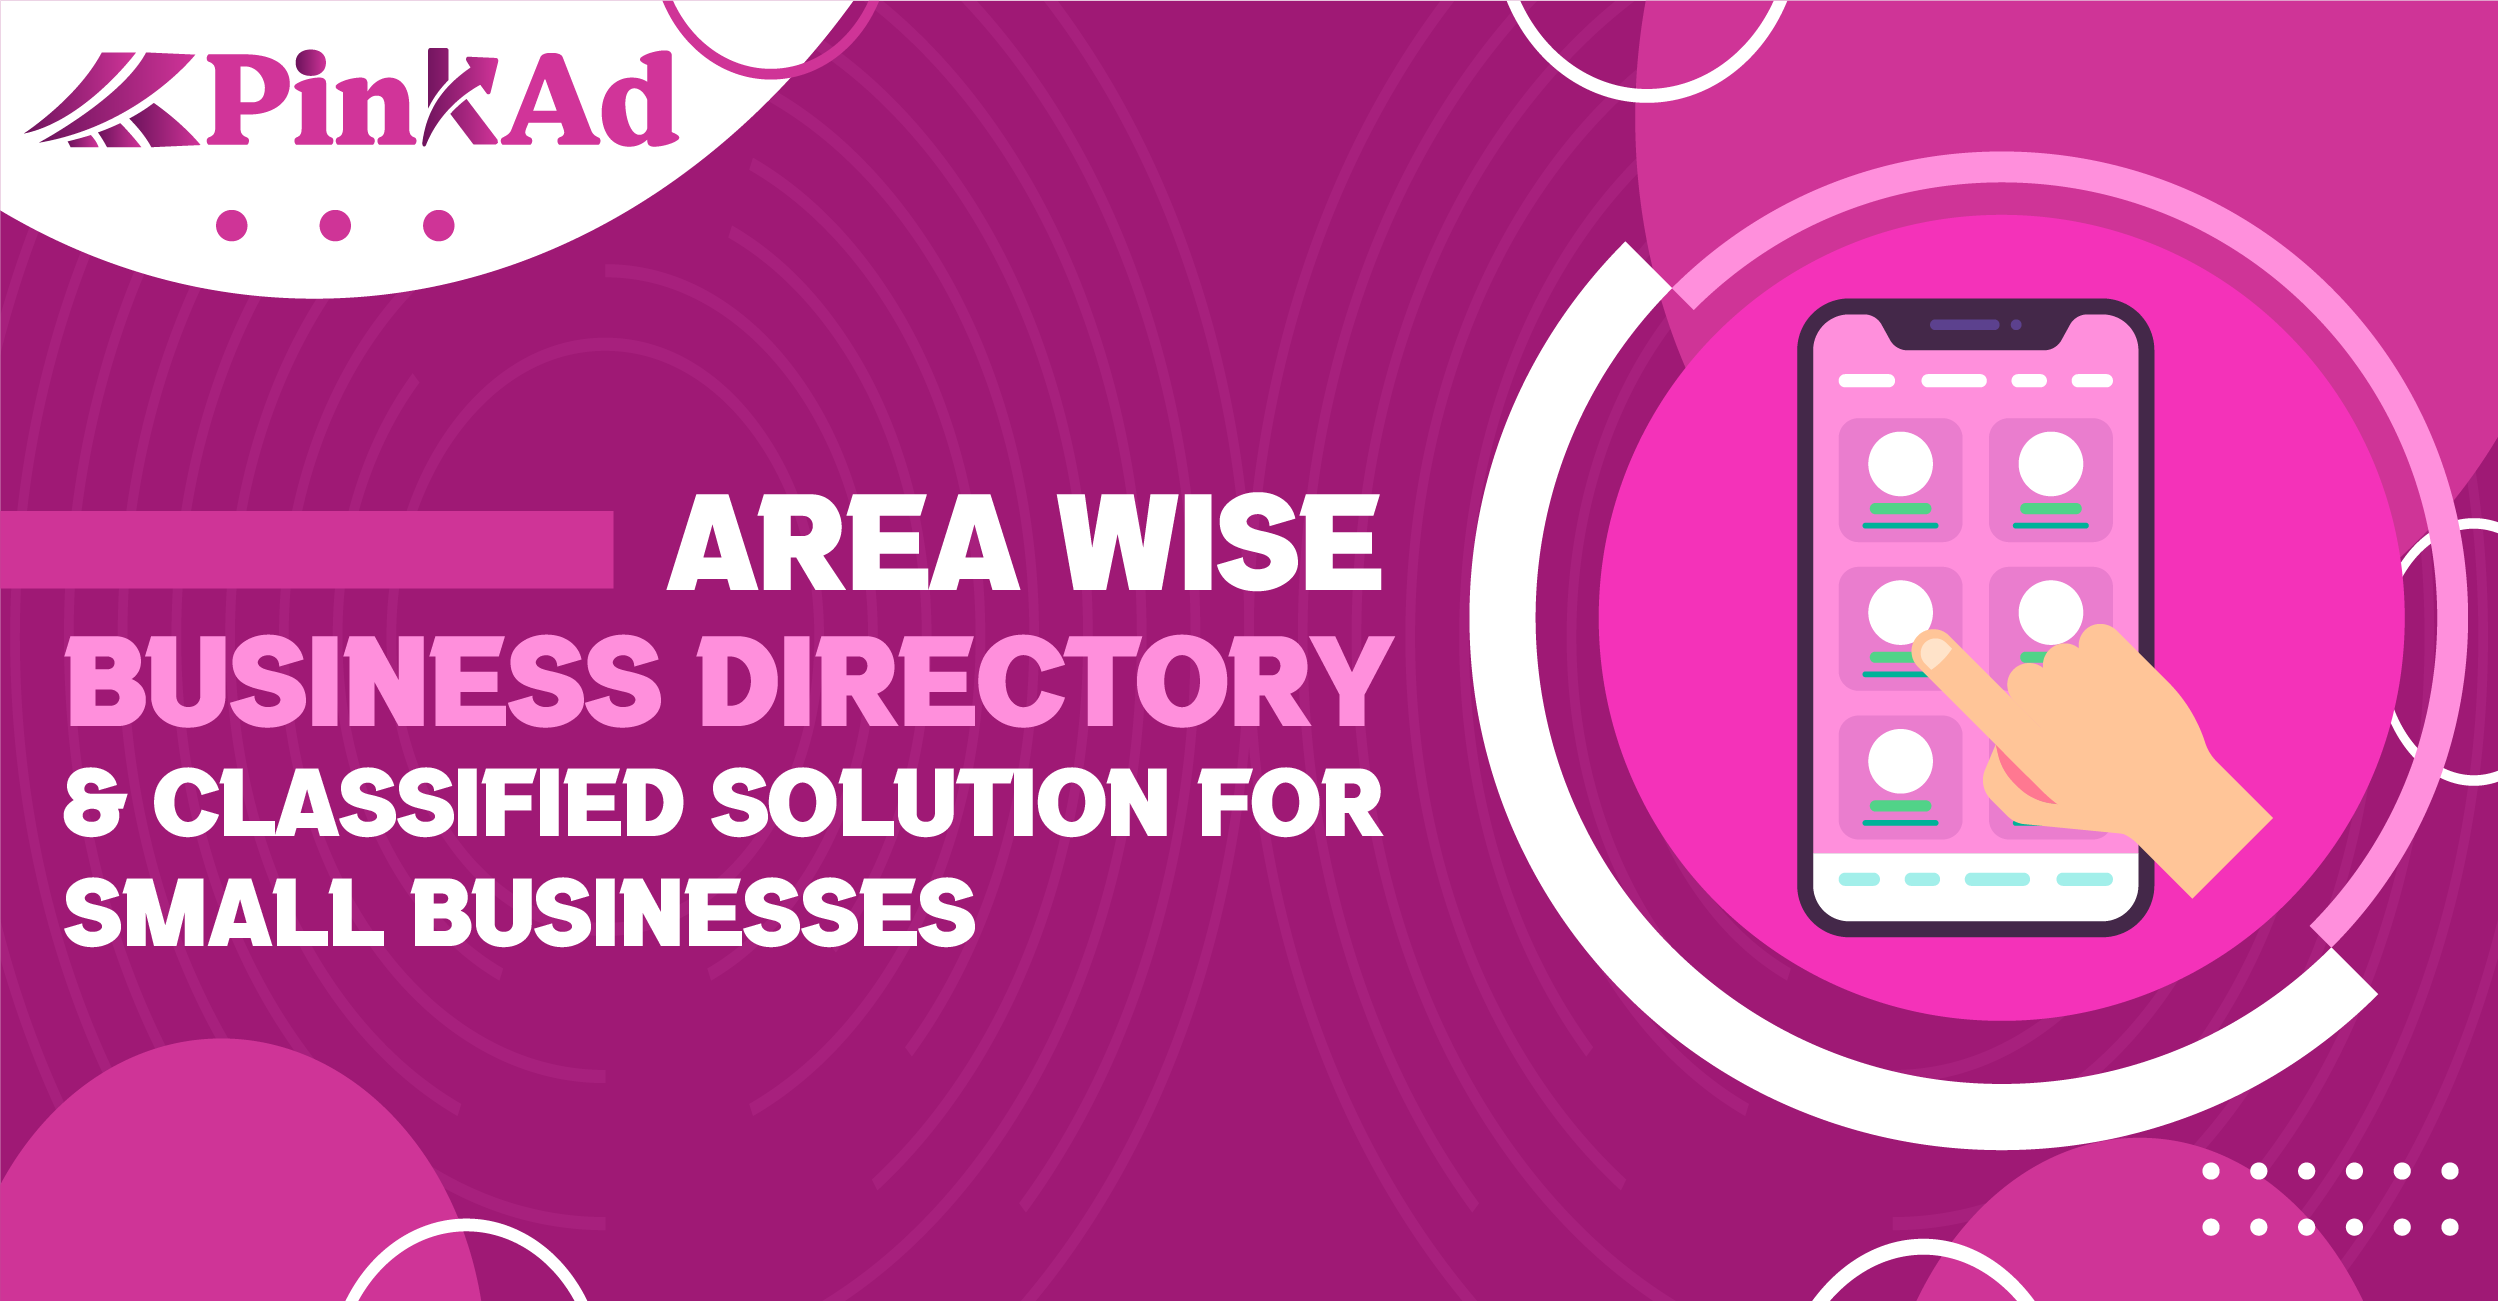 PinkAd
AREA WISE
BUSINESS DIRECTORY
& CLASSIFIED SOLUTION FOR
SMALL BUSINESSES